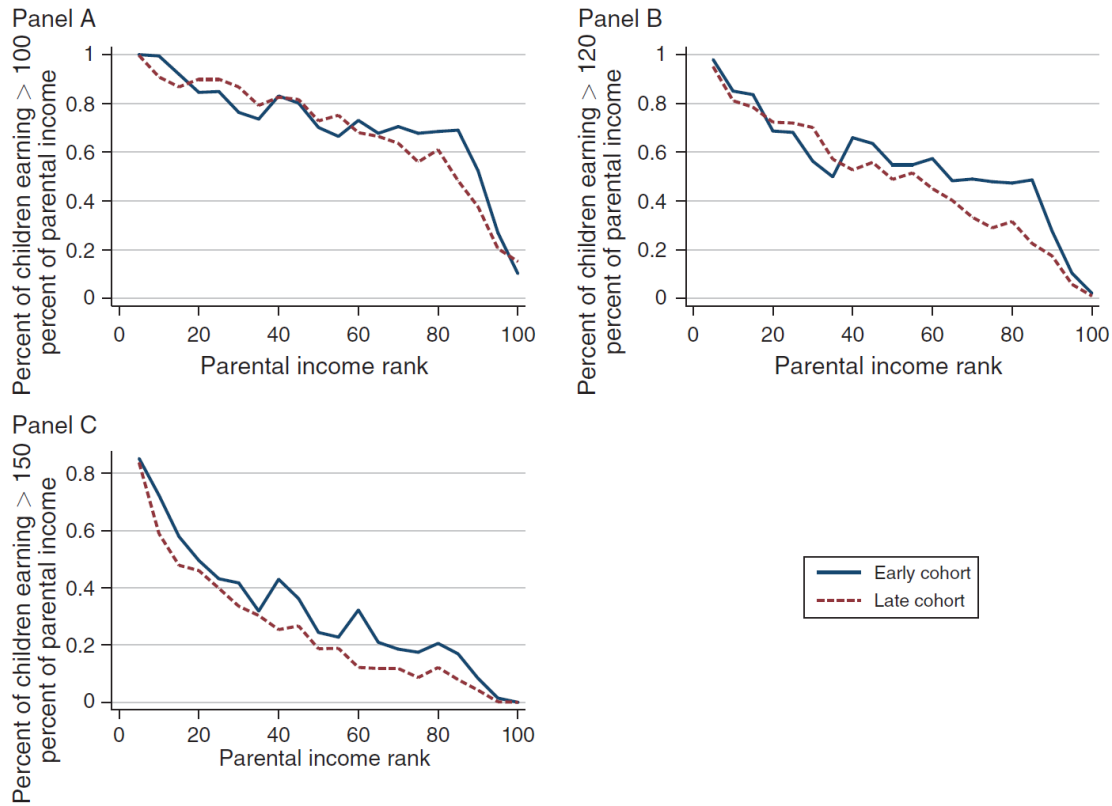 Panel A
Percent of children earning > 100
percent of parental income
1
0.8
0.6
0.4
0.2
0
0 20 40 60 80 100
Parental income rank
Panel B
Percent of children earning > 120
percent of parental income
1
0.8
0.6
0.4
0.2
0
0 20 40 60 80 100
Parental income rank
Panel C
Percent of children earning > 150
percent of parental income
0.8
0.6
0.4
0.2
0
0 20 40 60 80 100
Parental income rank
Early cohort
Late cohort